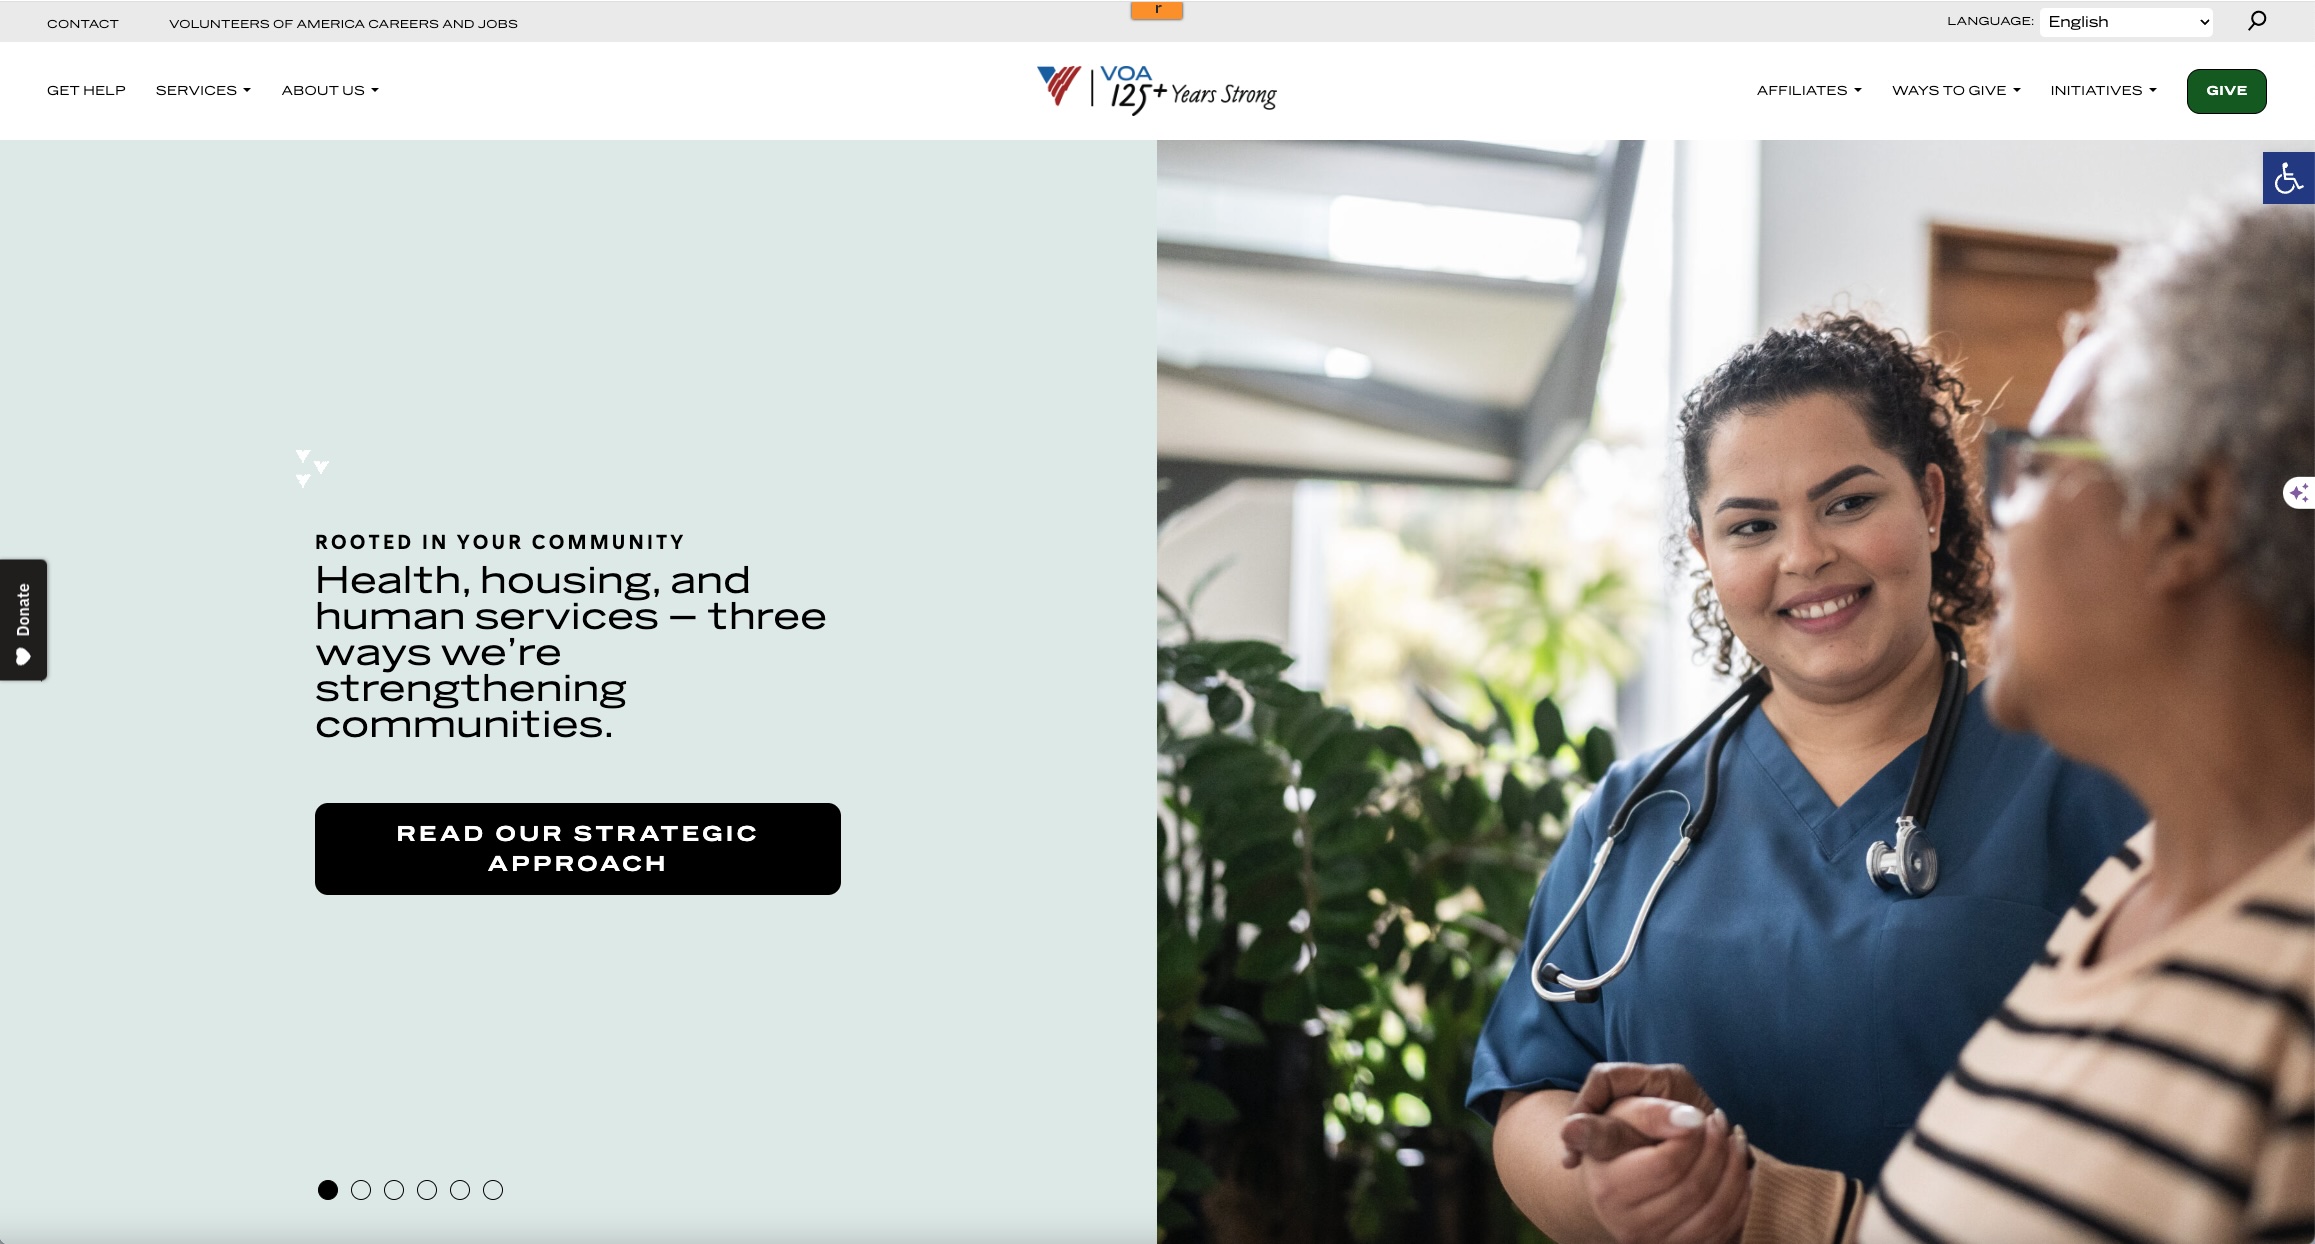 r
CONTACT
VOLUNTEERS OF AMERICA CAREERS AND JOBS
LANGUAGE:
English
GET HELP
SERVICES
ABOUT US
VOA
125+ Years Strong
AFFILIATES
WAYS TO GIVE
INITIATIVES
GIVE
Donate
ROOTED IN YOUR COMMUNITY
Health, housing, and
human services – three
ways we’re
strengthening
communities.
READ OUR STRATEGIC
APPROACH